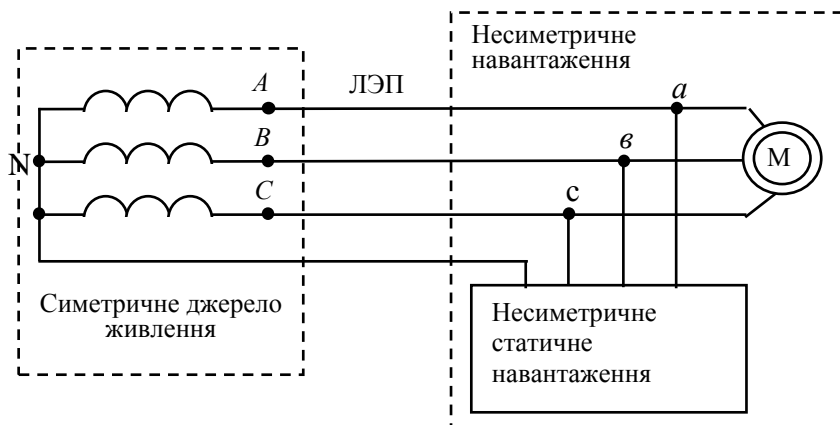 Несиметричне
навантаження
A
ЛЭП
a
B
в
N
М
C
с
Симетричне джерело
живлення
Несиметричне
статичне
навантаження